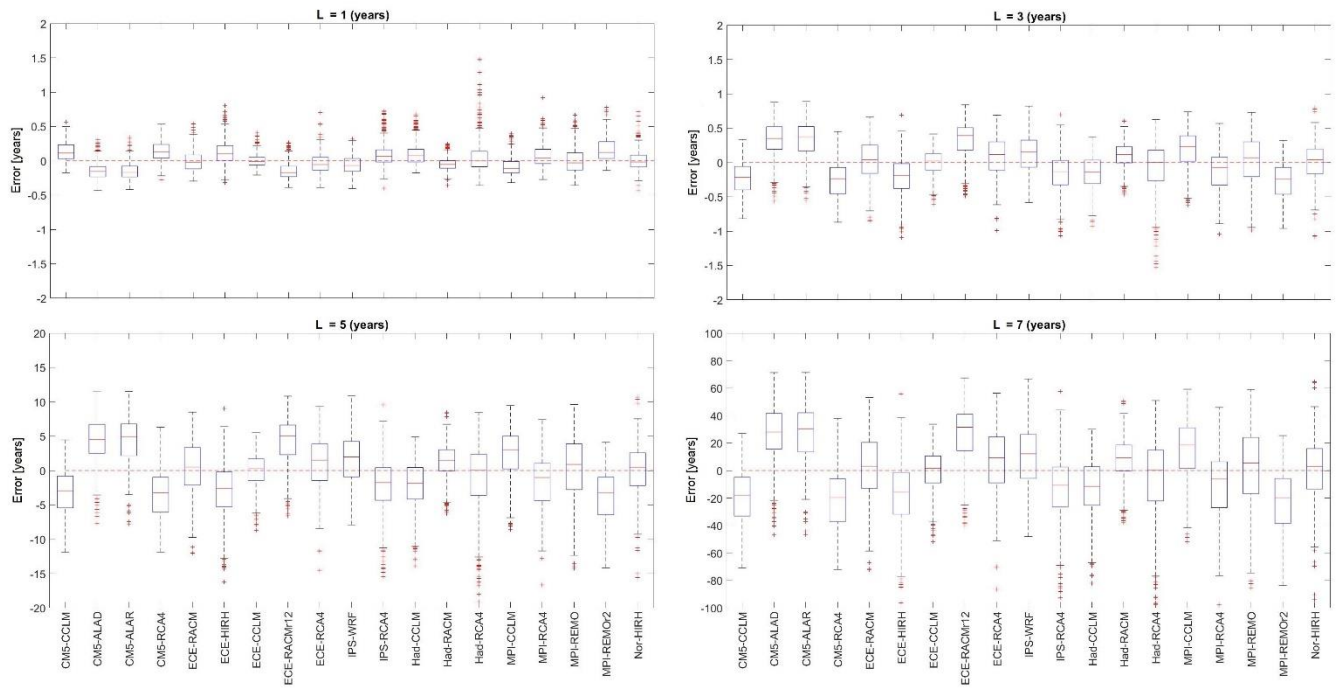 L = 1 (years)
2
1.5
1
0.5
0
-0.5
-1
-1.5
-2
Error [years]
L = 3 (years)
2
1.5
1
0.5
0
-0.5
-1
-1.5
-2
Error [years]
L = 5 (years)
20
15
10
5
0
-5
-10
-15
-20
Error [years]
CM5-CCLM
CM5-ALAD
CM5-ALAR
CM5-RCA4
ECE-RACM
ECE-HIRH
ECE-CCLM
ECE-RACMr12
ECE-RCA4
IPS-WRF
IPS-RCA4
Had-CCLM
Had-RACM
Had-RCA4
MPI-CCLM
MPI-RCA4
MPI-REMO
MPI-REMOr2
Nor-HIRH
L = 7 (years)
100
80
60
40
20
0
-20
-40
-60
-80
-100
Error [years]
CM5-CCLM
CM5-ALAD
CM5-ALAR
CM5-RCA4
ECE-RACM
ECE-HIRH
ECE-CCLM
ECE-RACMr12
ECE-RCA4
IPS-WRF
IPS-RCA4
Had-CCLM
Had-RACM
Had-RCA4
MPI-CCLM
MPI-RCA4
MPI-REMO
MPI-REMOr2
Nor-HIRH